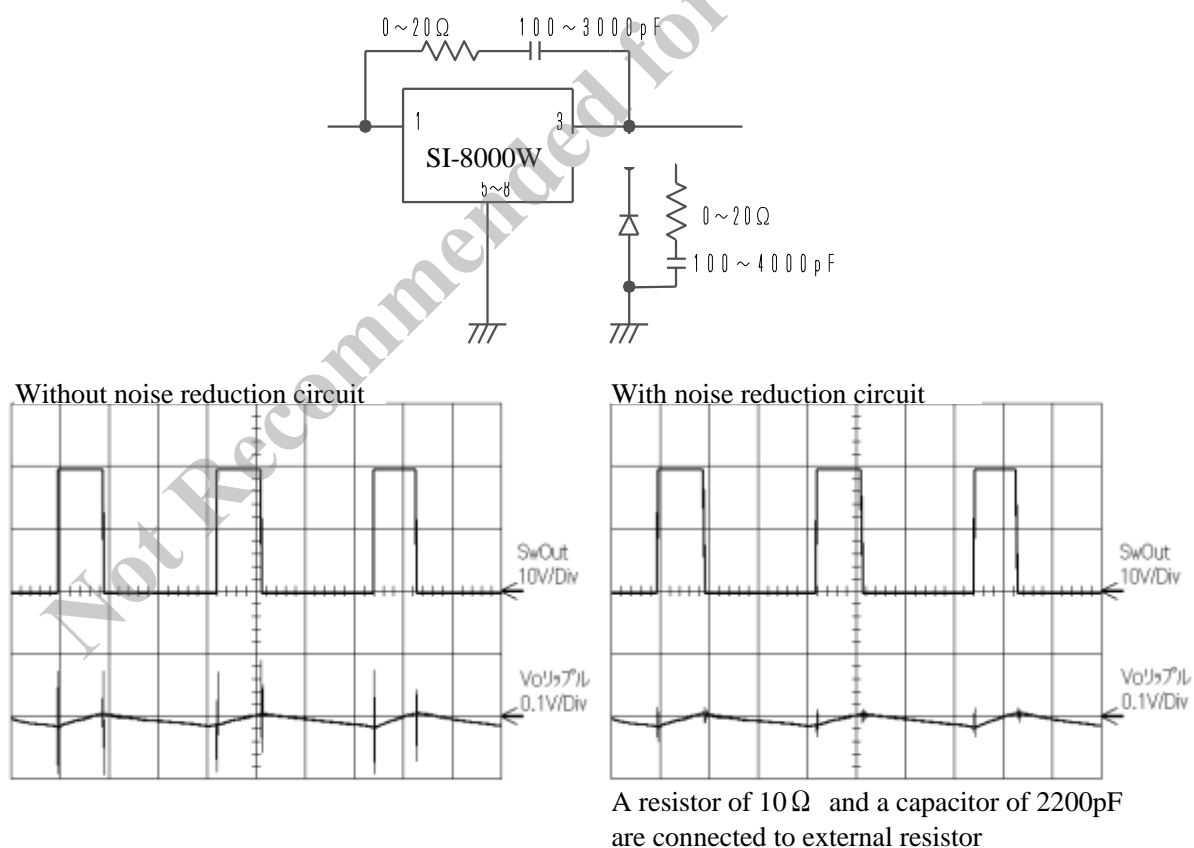 0~20Ω 100~3000pF
1 3
SI-8000W
5~8
0~20Ω
100~4000pF
Not Recommended for
Without noise reduction circuit
With noise reduction circuit
SwOut
10V/Div
Voリップル
0.1V/Div
SwOut
10V/Div
Voリップル
0.1V/Div
A resistor of 10Ω and a capacitor of 2200pF
are connected to external resistor